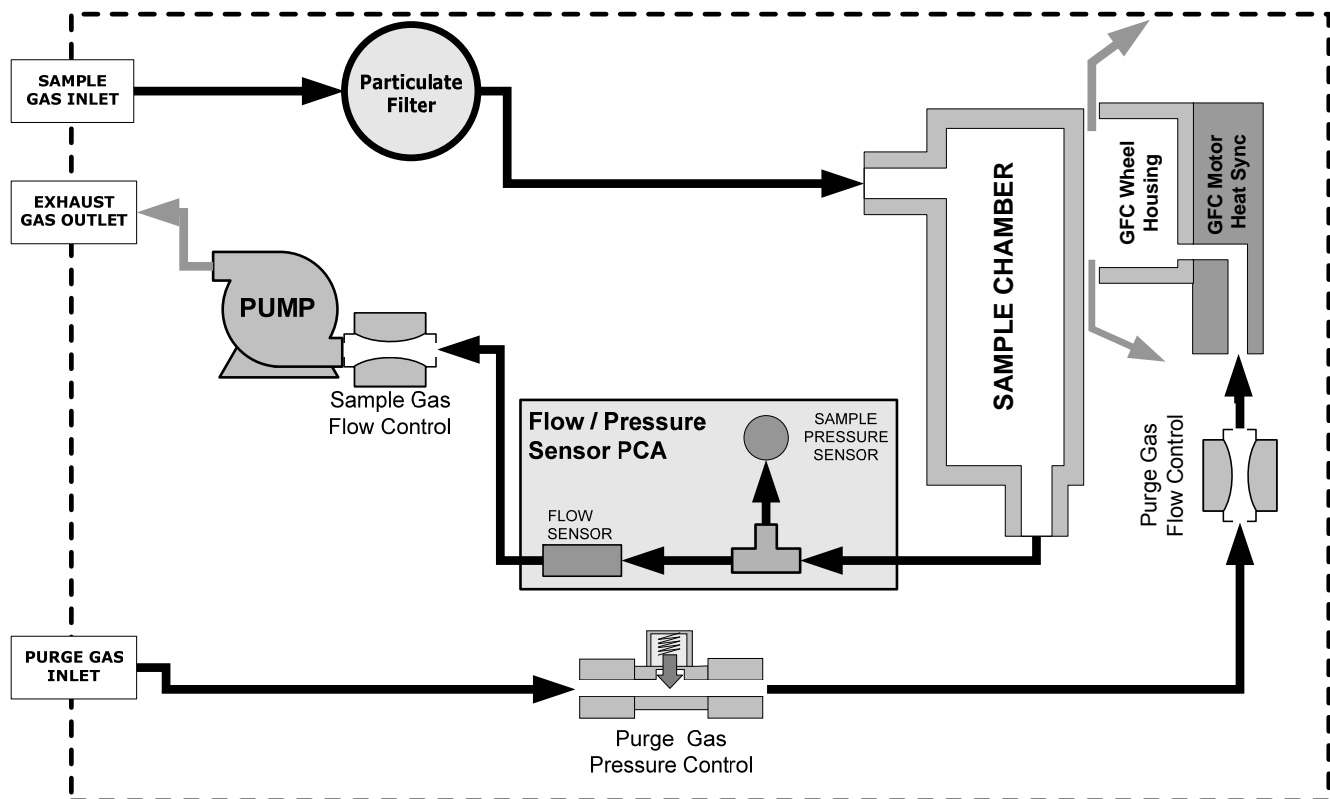 SAMPLE
GAS INLET
Particulate
Filter
EXHAUST
GAS OUTLET
PUMP
Sample Gas
Flow Control
SAMPLE CHAMBER
GFC Wheel
Housing
GFC Motor
Heat Sync
Flow / Pressure
Sensor PCA
SAMPLE
PRESSURE
SENSOR
FLOW
SENSOR
Purge Gas
Flow Control
PURGE GAS
INLET
Purge Gas
Pressure Control